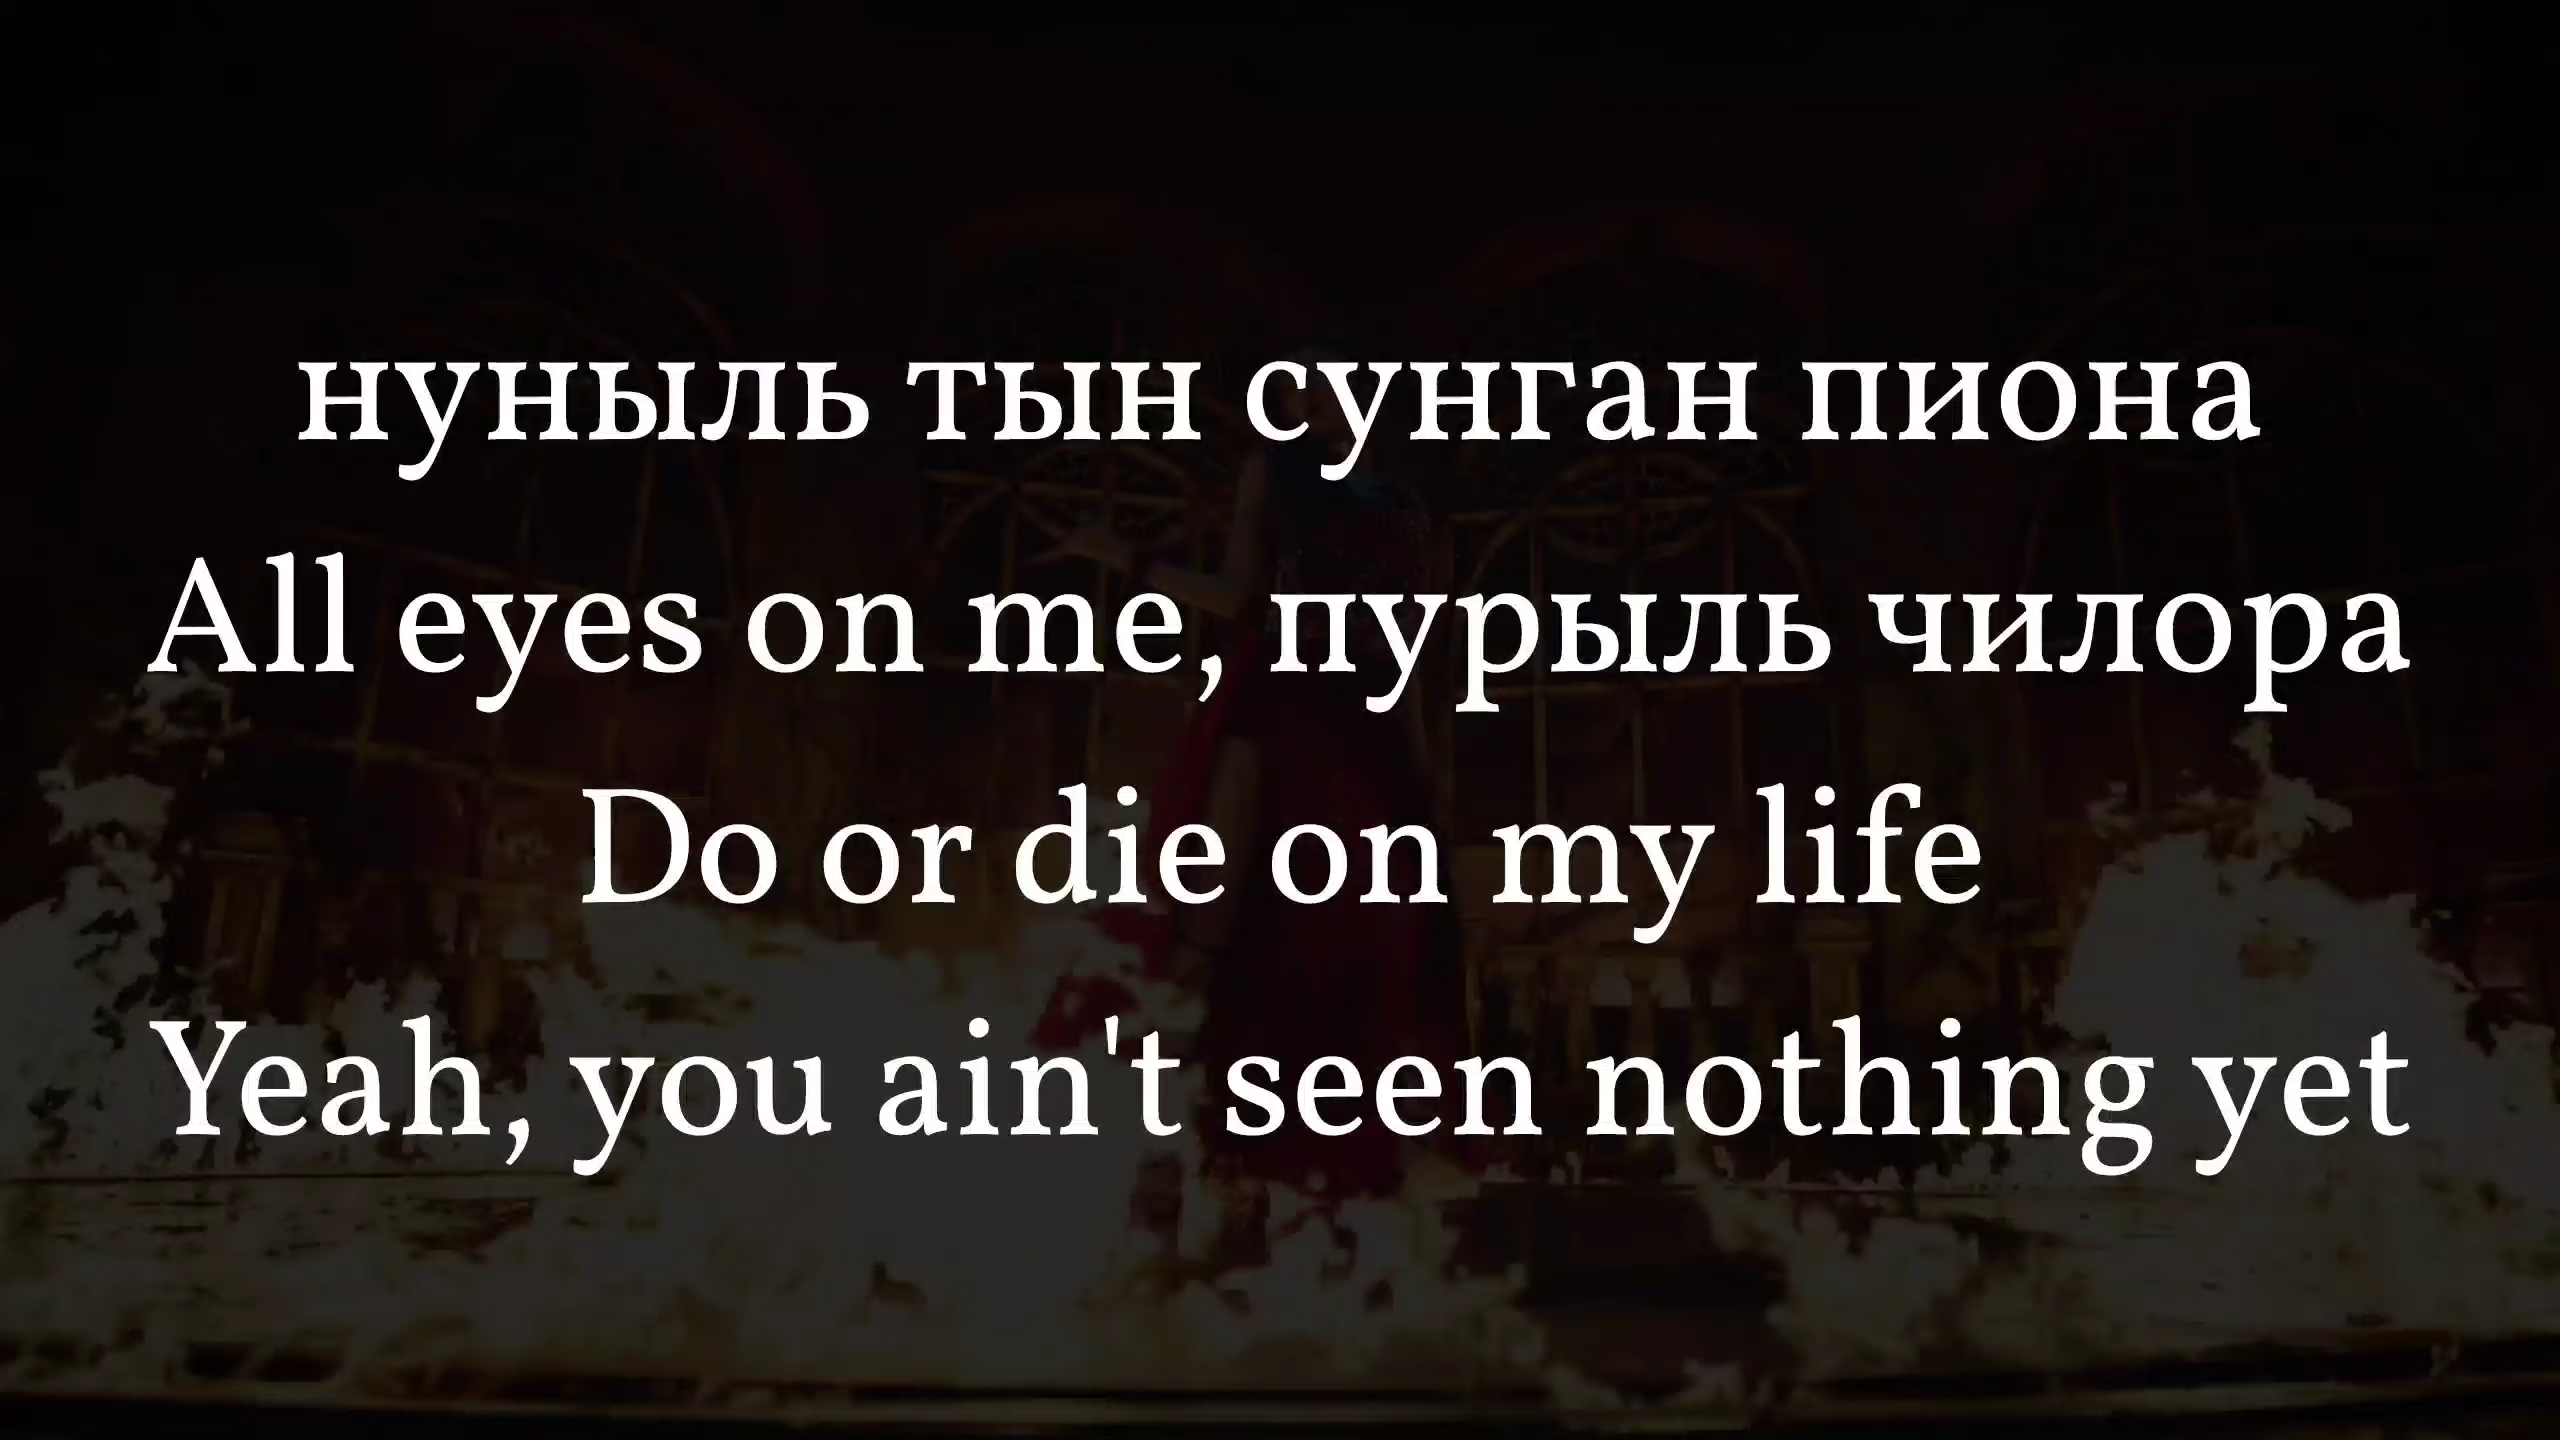 нуныль тын сунган пиона
All eyes on me, пурыль чилора
Do or die on my life
Yeah, you ain't seen nothing yet